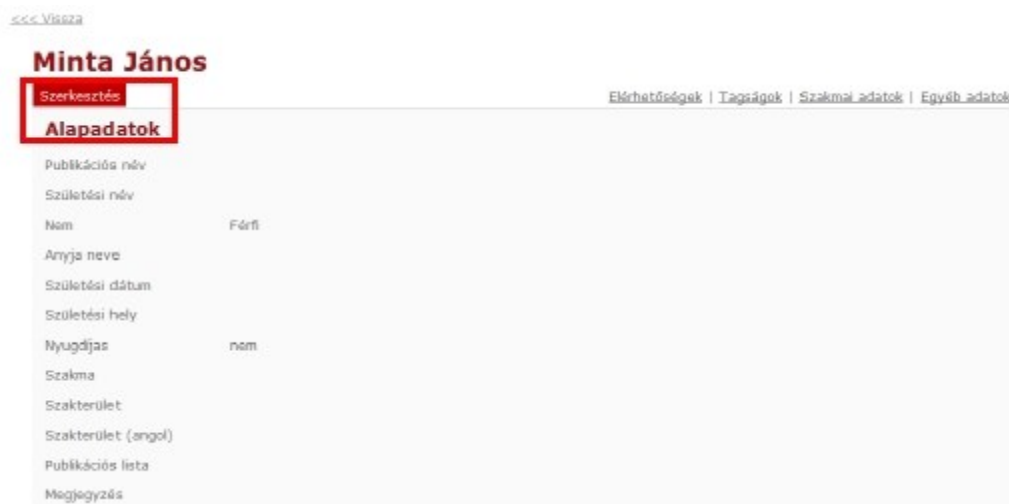 <<< Vissza
Minta János
Szerkesztés
Elérhetőségek | Tagságok | Szakmai adatok | Egyéb adatok
Alapadatok
Publikációs név
Születési név
Nem Férfi
Anyja neve
Születési dátum
Születési hely
Nyugdíjas nem
Szakma
Szakterület
Szakterület (angol)
Publikációs lista
Megjegyzés